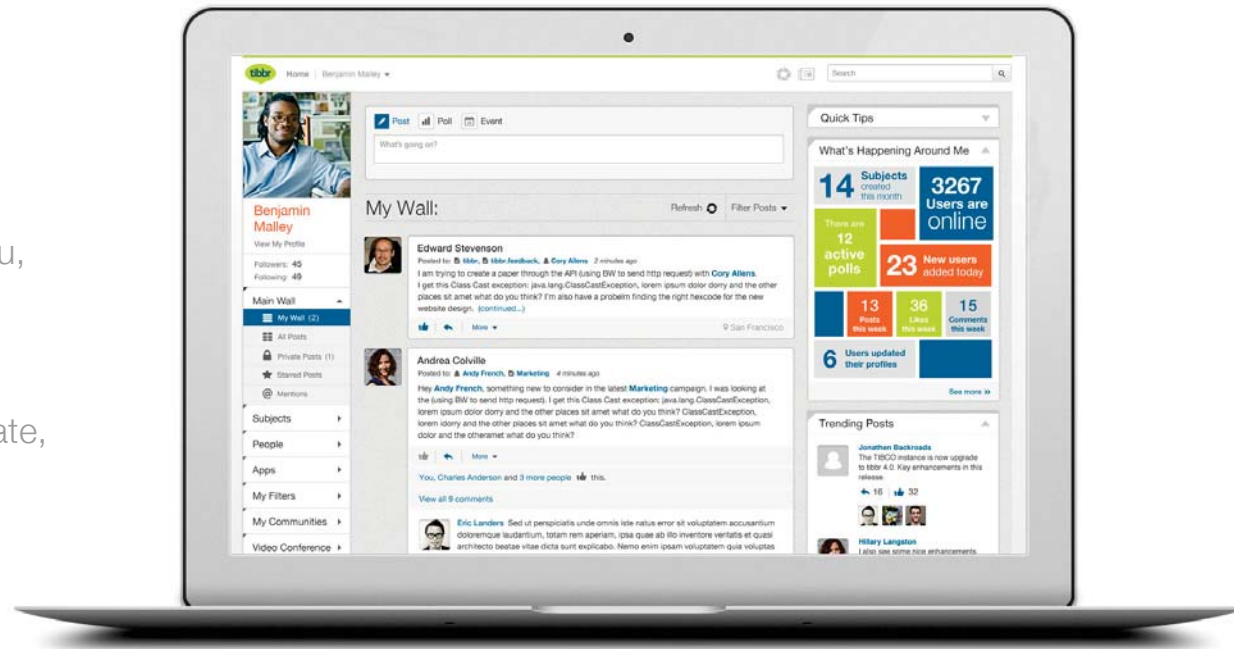 u,
ate,
tibbr Home Benjamin Malley
Search
Benjamin
Malley
View My Profile
Followers: 45
Following: 49
Main Wall
My Wall (2)
All Posts
Private Posts (1)
Starred Posts
@ Mentions
Subjects
People
Apps
My Filters
My Communities
Video Conference
Post Poll Event
What's going on?
My Wall:
Refresh Filter Posts
Edward Stevenson
Posted to: tibbr, tibbr.feedback, Cory Allens 2 minutes ago
I am trying to create a paper through the API (using BW to send http request) with Cory Allens.
I get this Class Cast exception: java.lang.ClassCastException, lorem ipsum dolor dorry and the other
places sit amet what do you think? I'm also have a probelm finding the right hexcode for the new
website design. (continued...)
More San Francisco
Andrea Colville
Posted to: Andy French, Marketing 4 minutes ago
Hey Andy French, something new to consider in the latest Marketing campaign. I was looking at
the (using BW to send http request). I get this Class Cast exception: java.lang.ClassCastException,
lorem ipsum dolor dorry and the other places sit amet what do you think? ClassCastException,
lorem idorry and the other places sit amet what do you think? ClassCastException, lorem ipsum
dolor and the otheramet what do you think?
More
You, Charles Anderson and 3 more people this.
View all 9 comments
Eric Landers Sed ut perspiciatis unde omnis iste natus error sit voluptatem accusantium
doloremque laudantium, totam rem aperiam, ipsa quae ab illo inventore veritatis et quasi
architecto beatae vitae dicta sunt explicabo. Nemo enim ipsam voluptatem quia voluptas
Quick Tips
What's Happening Around Me
14 Subjects
created
this month
3267
Users are
online
There are
12
active
polls
23 New users
added today
13
Posts
this week
36
Likes
this week
15
Comments
this week
6 Users updated
their profiles
See more »
Trending Posts
Jonathen Backroads
The TIBCO instance is now upgrade
to tibbr 4.0. Key enhancements in this
release.
16 32
Hillary Langston
I also see some nice enhancements